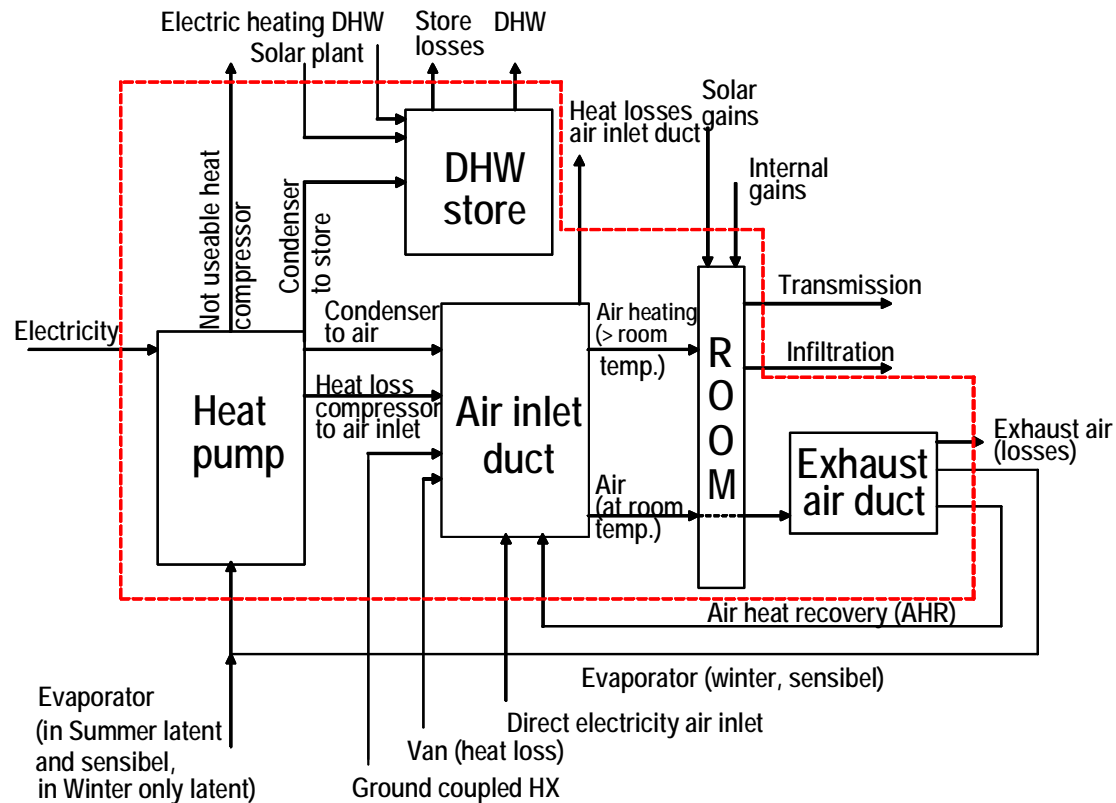 Electric heating DHW
Solar plant
Store
losses
DHW
Heat losses
air inlet duct
Solar
gains
Internal
gains
DHW
store
Not useable heat
compressor
Condenser
to store
Electricity
Heat
pump
Condenser
to air
Heat loss
compressor
to air inlet
Air inlet
duct
Air heating
(> room
temp.)
Air
(at room
temp.)
ROOM
Transmission
Infiltration
Exhaust
air duct
Exhaust air
(losses)
Air heat recovery (AHR)
Evaporator (winter, sensibel)
Evaporator
(in Summer latent
and sensibel,
in Winter only latent)
Direct electricity air inlet
Van (heat loss)
Ground coupled HX